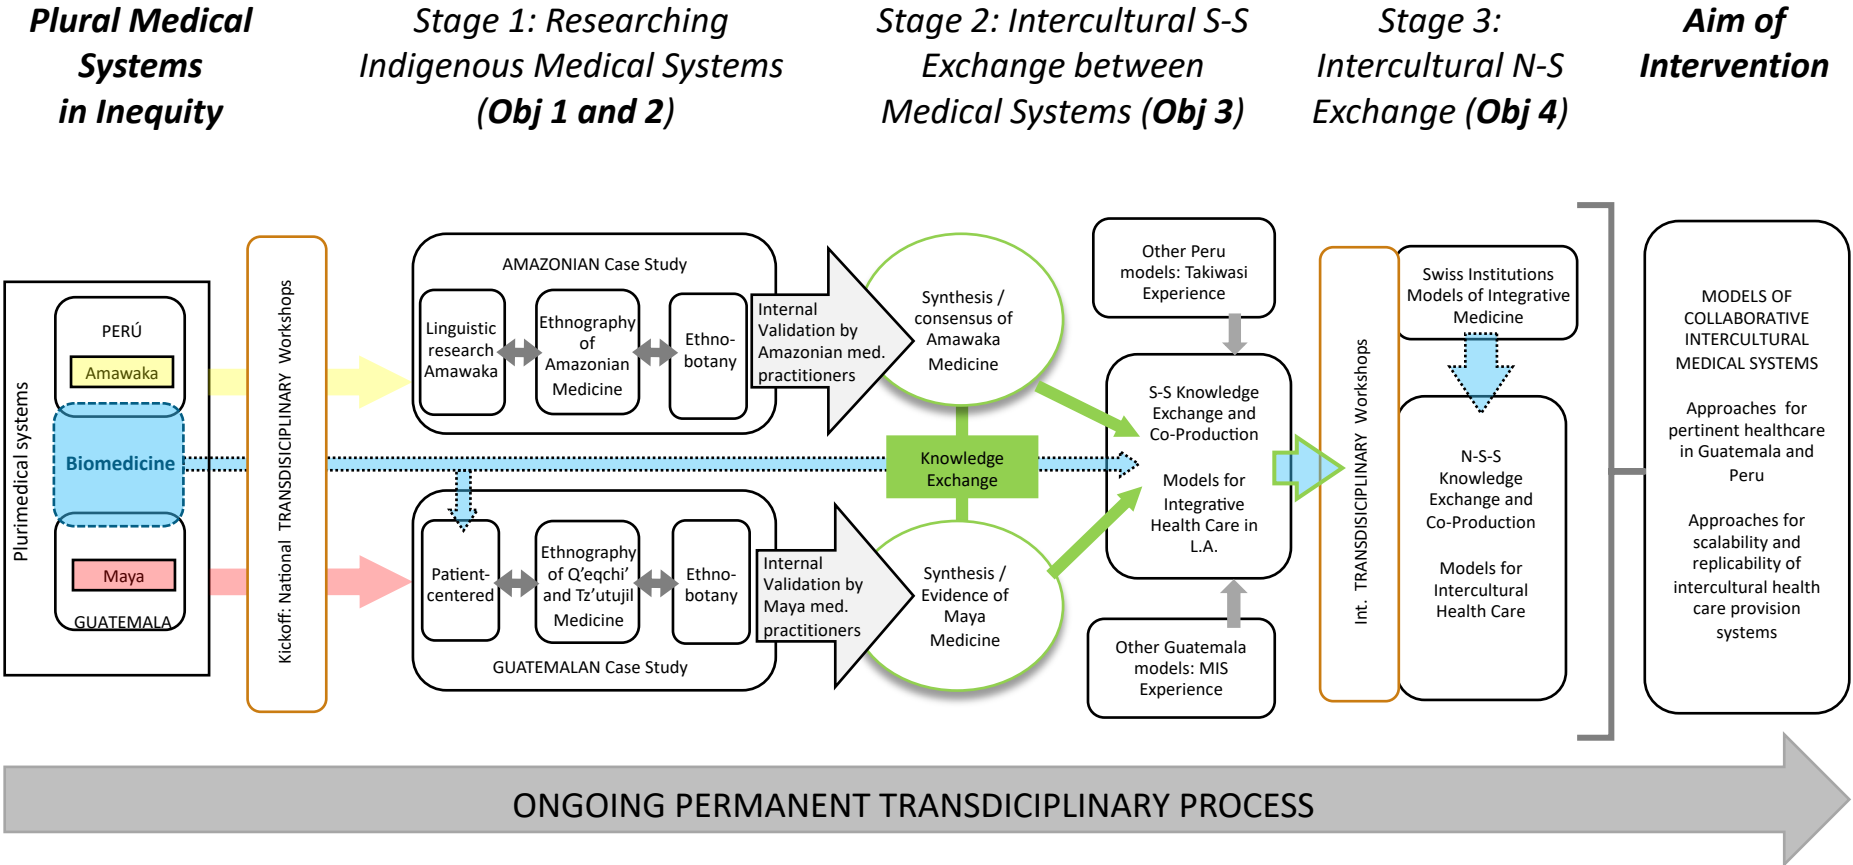 Plural Medical
Systems
in Inequity
Stage 1: Researching
Indigenous Medical Systems
(Obj 1 and 2)
Stage 2: Intercultural S-S
Exchange between
Medical Systems (Obj 3)
Stage 3:
Intercultural N-S
Exchange (Obj 4)
Aim of
Intervention
Plurimedical systems
PERÚ
Amawaka
Biomedicine
Maya
GUATEMALA
Kickoff: National TRANSDISICIPLINARY Workshops
AMAZONIAN Case Study
Linguistic
research
Amawaka
Ethnography
of
Amazonian
Medicine
Ethno-
botany
Internal
Validation by
Amazonian med.
practitioners
Synthesis /
consensus of
Amawaka
Medicine
Knowledge
Exchange
Patient-
centered
Ethnography
of Q’eqchi’
and Tz’utujil
Medicine
Ethno-
botany
GUATEMALAN Case Study
Internal
Validation by
Maya med.
practitioners
Synthesis /
Evidence of
Maya
Medicine
Other Peru
models: Takiwasi
Experience
S-S Knowledge
Exchange and
Co-Production
Models for
Integrative
Health Care in
L.A.
Other Guatemala
models: MIS
Experience
Int. TRANSDISICIPLINARY Workshops
Swiss Institutions
Models of Integrative
Medicine
N-S-S
Knowledge
Exchange and
Co-Production
Models for
Intercultural
Health Care
MODELS OF
COLLABORATIVE
INTERCULTURAL
MEDICAL SYSTEMS
Approaches for
pertinent healthcare
in Guatemala and
Peru
Approaches for
scalability and
replicability of
intercultural health
care provision
systems
ONGOING PERMANENT TRANSDICIPLINARY PROCESS